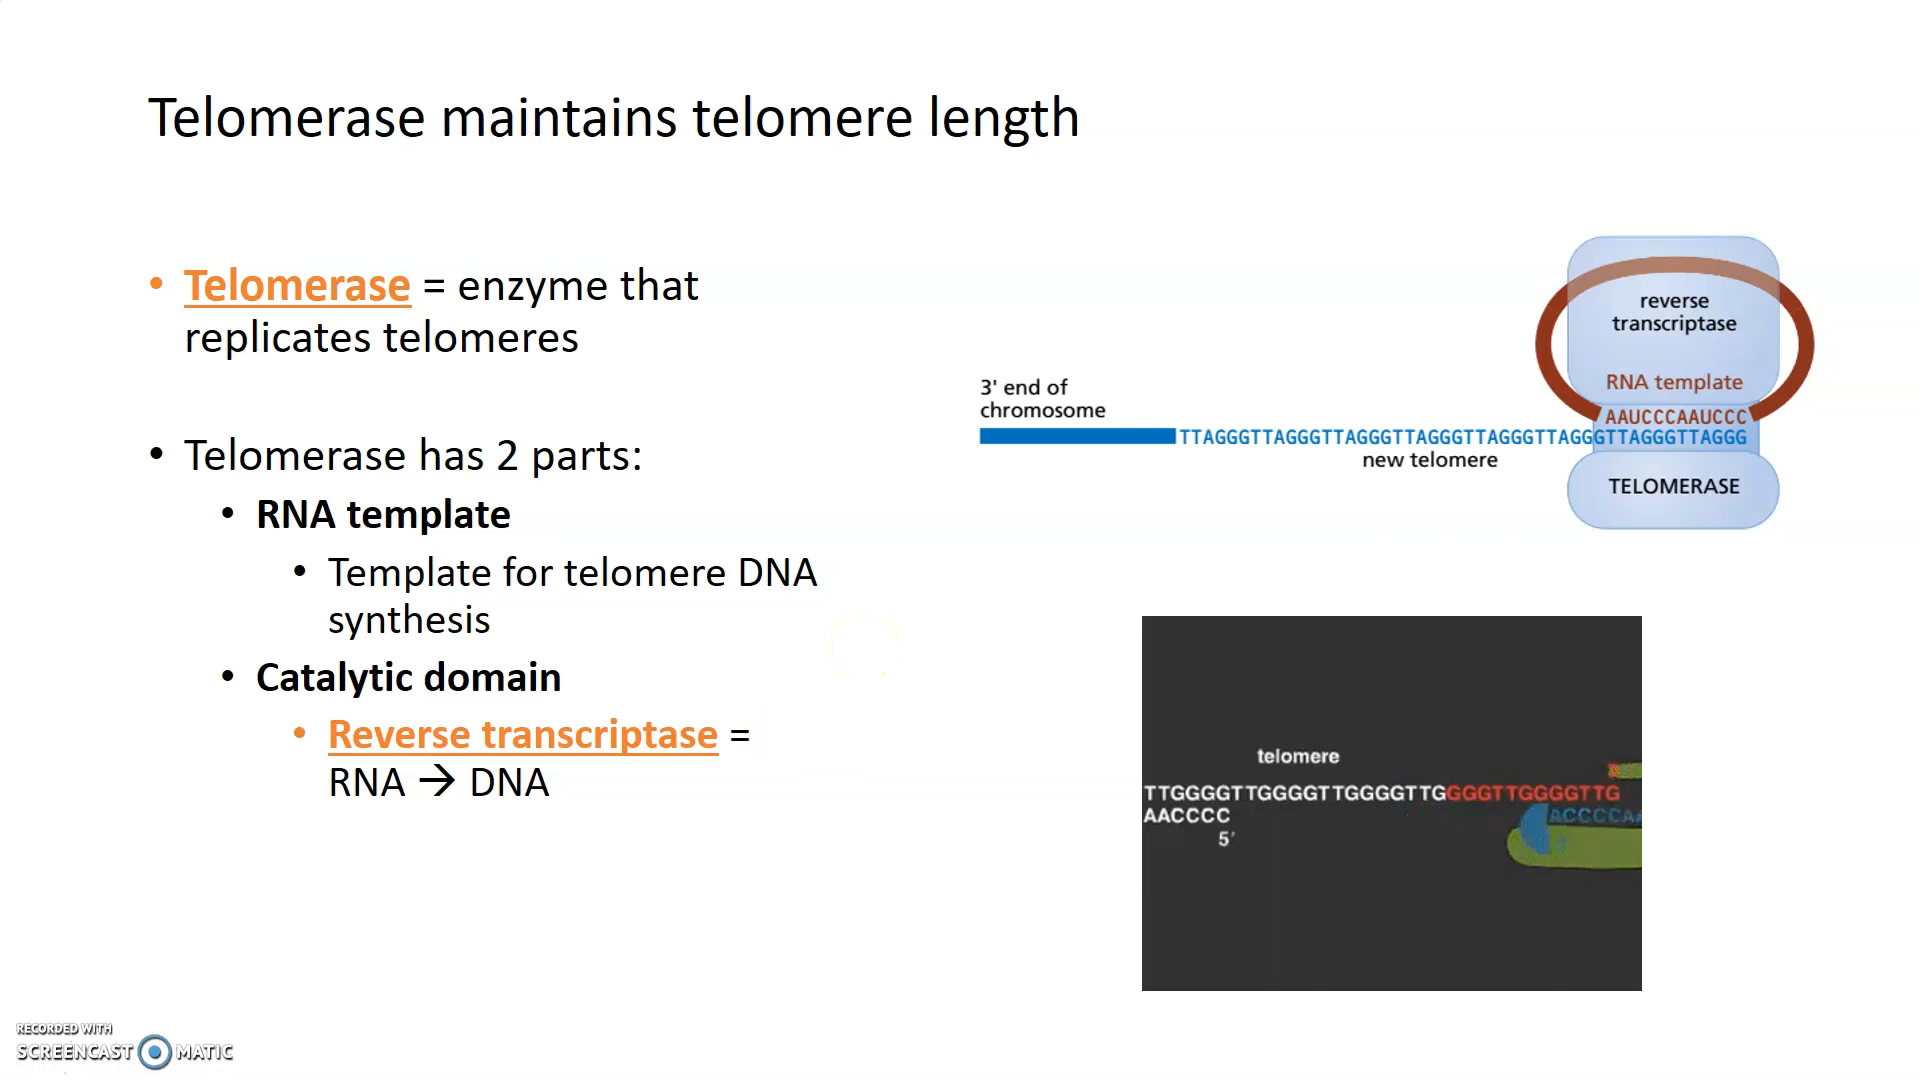 Telomerase maintains telomere length
• Telomerase = enzyme that
replicates telomeres
• Telomerase has 2 parts:
• RNA template
• Template for telomere DNA
synthesis
• Catalytic domain
• Reverse transcriptase =
RNA → DNA
reverse
transcriptase
RNA template
3' end of
chromosome
AAUCCCAAUCCC
TTAGGGTTAGGGTTAGGGTTAGGGTTAGGGTTAGGGTTAGGGTTAGGG
new telomere
TELOMERASE
telomere
TTGGGGTTGGGGTTGGGGTTGGGGTTGGGGTTG
AACCCC
ACCCCAA
5′
RECORDED WITH
SCREENCAST MATIC